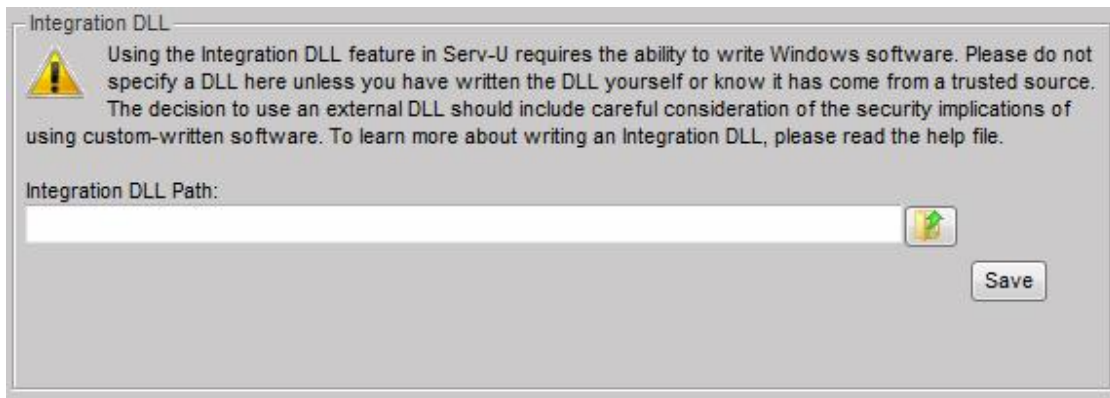 Integration DLL
Using the Integration DLL feature in Serv-U requires the ability to write Windows software. Please do not
specify a DLL here unless you have written the DLL yourself or know it has come from a trusted source.
The decision to use an external DLL should include careful consideration of the security implications of
using custom-written software. To learn more about writing an Integration DLL, please read the help file.
Integration DLL Path:
Save